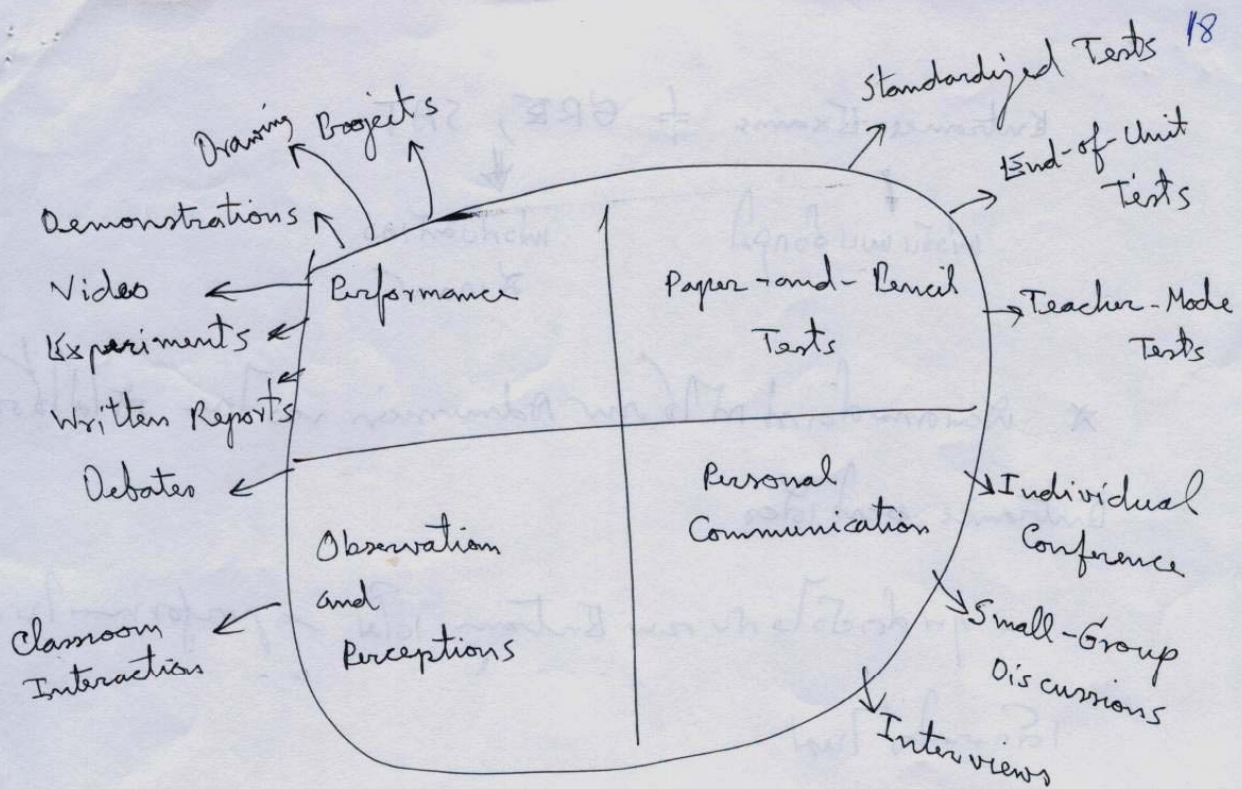 18
Standardized Tests
End-of-Unit
Tests
Drawing Projects
Demonstrations
Video
Experiments
Written Reports
Debates
Performance
Paper-and-Pencil
Tests
Teacher-Made
Tests
Observation
and
Perceptions
Personal
Communication
Individual
Conference
Small-Group
Discussions
Interviews
Classroom
Interaction